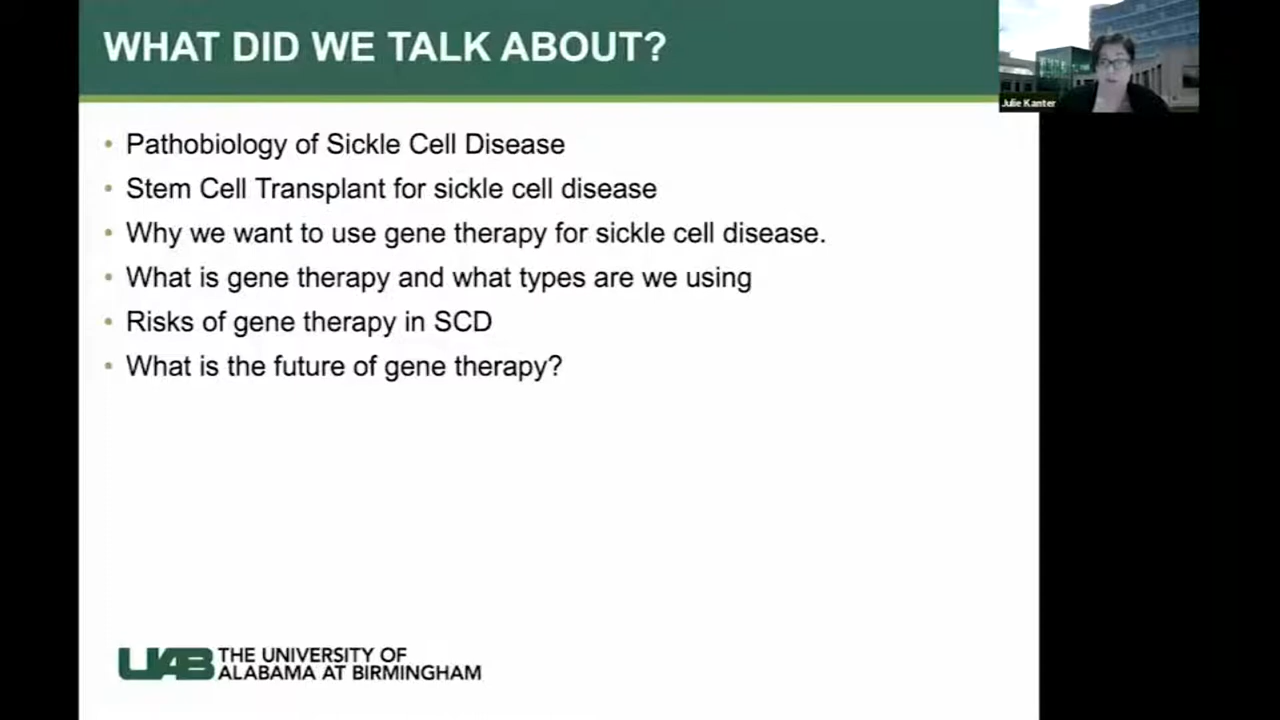 WHAT DID WE TALK ABOUT?
Julie Kanter
• Pathobiology of Sickle Cell Disease
• Stem Cell Transplant for sickle cell disease
• Why we want to use gene therapy for sickle cell disease.
• What is gene therapy and what types are we using
• Risks of gene therapy in SCD
• What is the future of gene therapy?
UAB THE UNIVERSITY OF
ALABAMA AT BIRMINGHAM